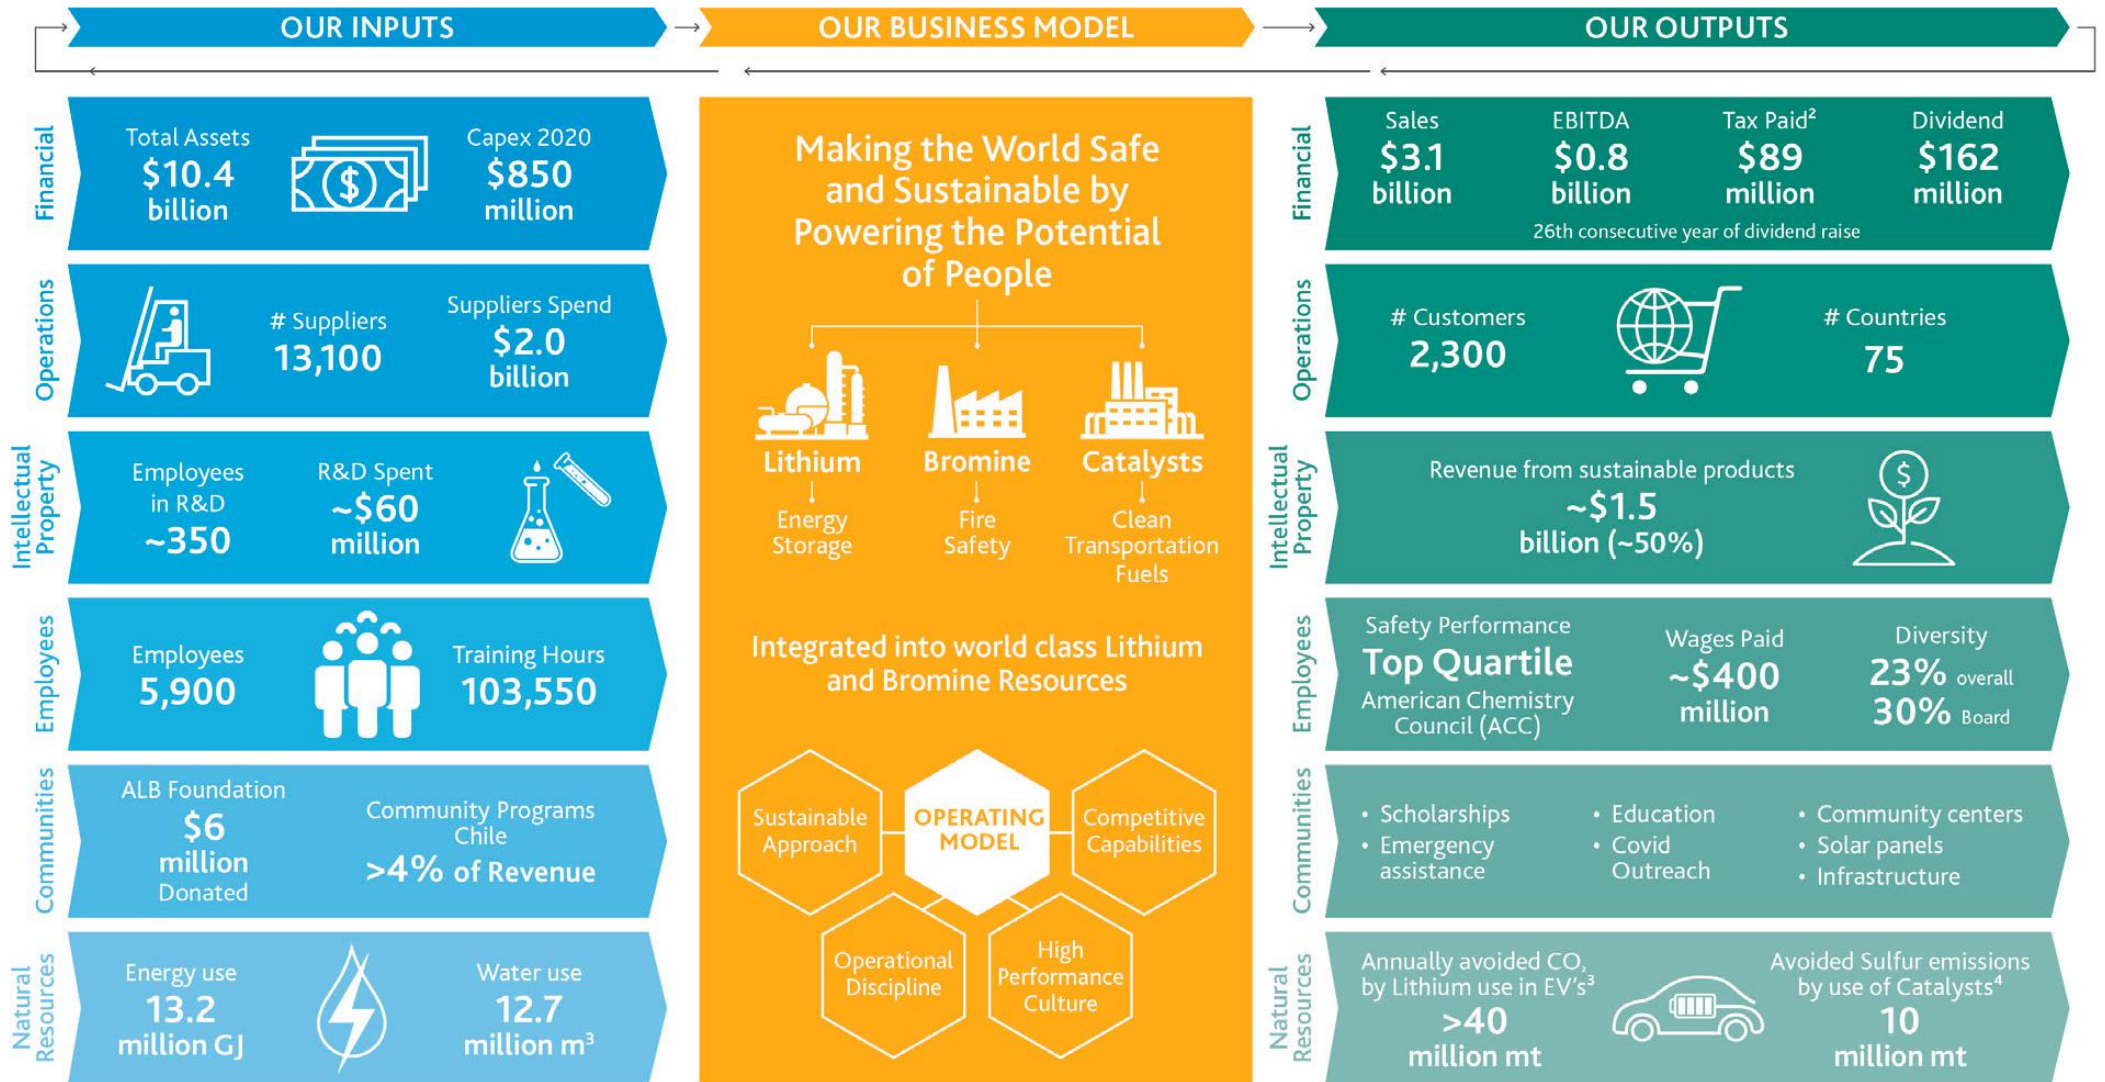 OUR INPUTS
OUR BUSINESS MODEL
OUR OUTPUTS
Financial
Total Assets
$10.4
billion
Capex 2020
$850
million
Operations
# Suppliers
13,100
Suppliers Spend
$2.0
billion
Intellectual
Property
Employees
in R&D
~350
R&D Spent
~$60
million
Employees
Employees
5,900
Training Hours
103,550
Communities
ALB Foundation
$6
million
Donated
Community Programs
Chile
>4% of Revenue
Natural
Resources
Energy use
13.2
million GJ
Water use
12.7
million m³
Making the World Safe
and Sustainable by
Powering the Potential
of People
Lithium
Energy
Storage
Bromine
Fire
Safety
Catalysts
Clean
Transportation
Fuels
Integrated into world class Lithium
and Bromine Resources
Sustainable
Approach
OPERATING
MODEL
Competitive
Capabilities
Operational
Discipline
High
Performance
Culture
Financial
Sales
$3.1
billion
EBITDA
$0.8
billion
Tax Paid²
$89
million
Dividend
$162
million
26th consecutive year of dividend raise
Operations
# Customers
2,300
# Countries
75
Intellectual
Property
Revenue from sustainable products
~$1.5
billion (~50%)
Employees
Safety Performance
Top Quartile
American Chemistry
Council (ACC)
Wages Paid
~$400
million
Diversity
23% overall
30% Board
Communities
• Scholarships
• Emergency
assistance
• Education
• Covid
Outreach
• Community centers
• Solar panels
• Infrastructure
Natural
Resources
Annually avoided CO₂
by Lithium use in EV's³
>40
million mt
Avoided Sulfur emissions
by use of Catalysts⁴
10
million mt